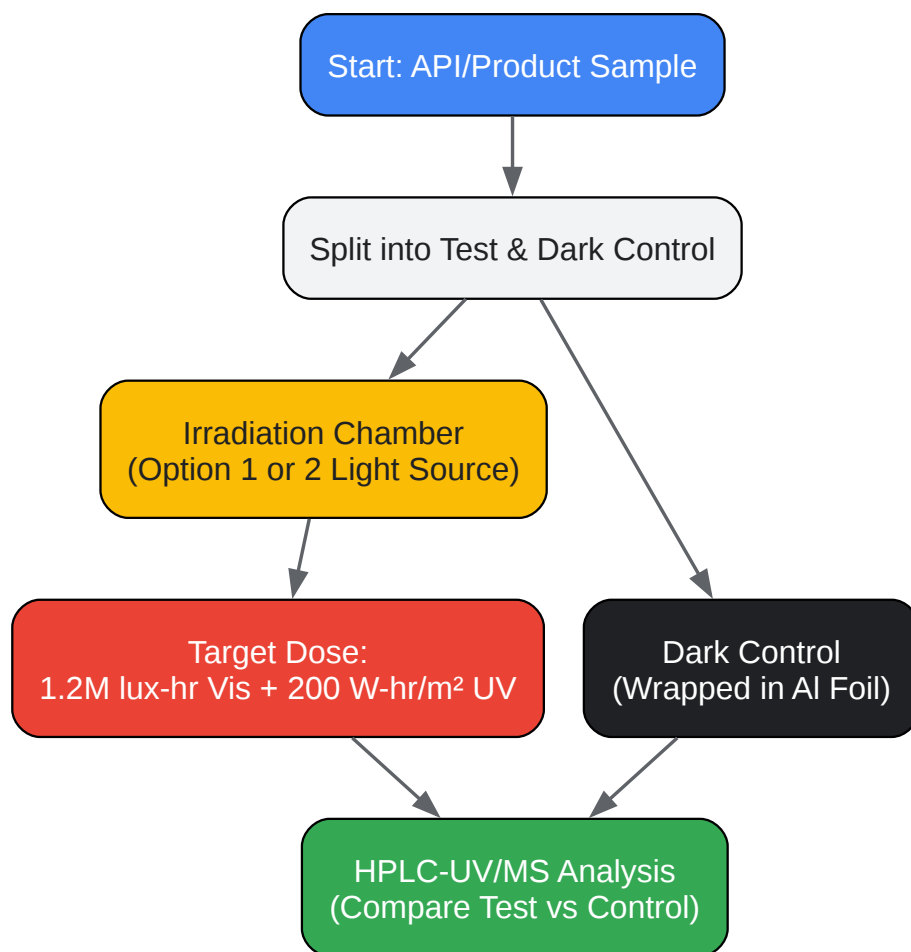 Start: API/Product Sample
Split into Test & Dark Control
Irradiation Chamber
(Option 1 or 2 Light Source)
Target Dose:
1.2M lux-hr Vis + 200 W-hr/m² UV
Dark Control
(Wrapped in Al Foil)
HPLC-UV/MS Analysis
(Compare Test vs Control)